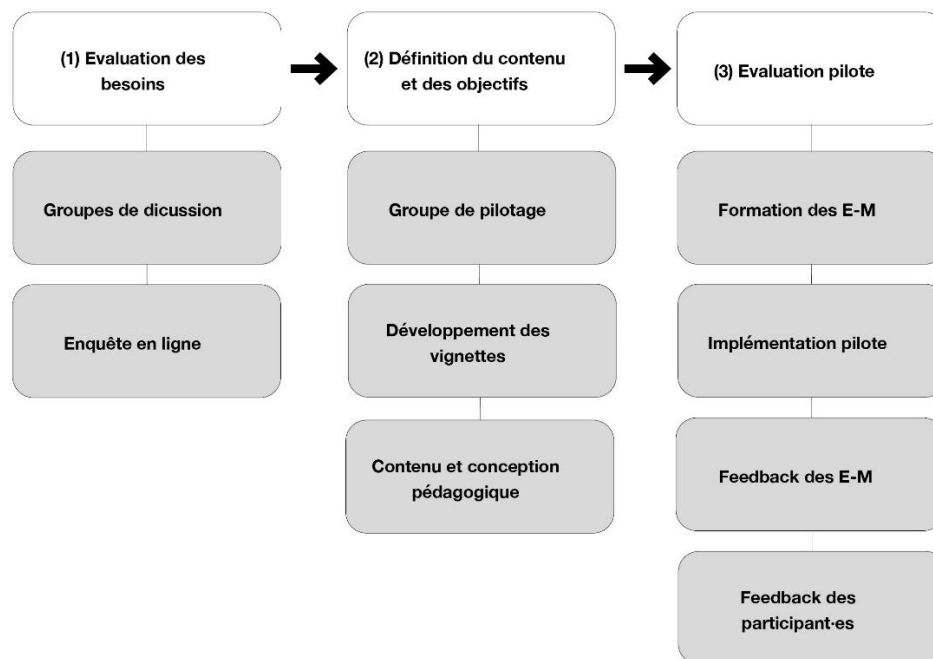 (1) Evaluation des
besoins
(2) Définition du contenu
et des objectifs
(3) Evaluation pilote
Groupes de dicussion
Groupe de pilotage
Formation des E-M
Enquête en ligne
Développement des
vignettes
Implémentation pilote
Contenu et conception
pédagogique
Feedback des E-M
Feedback des
participant·es